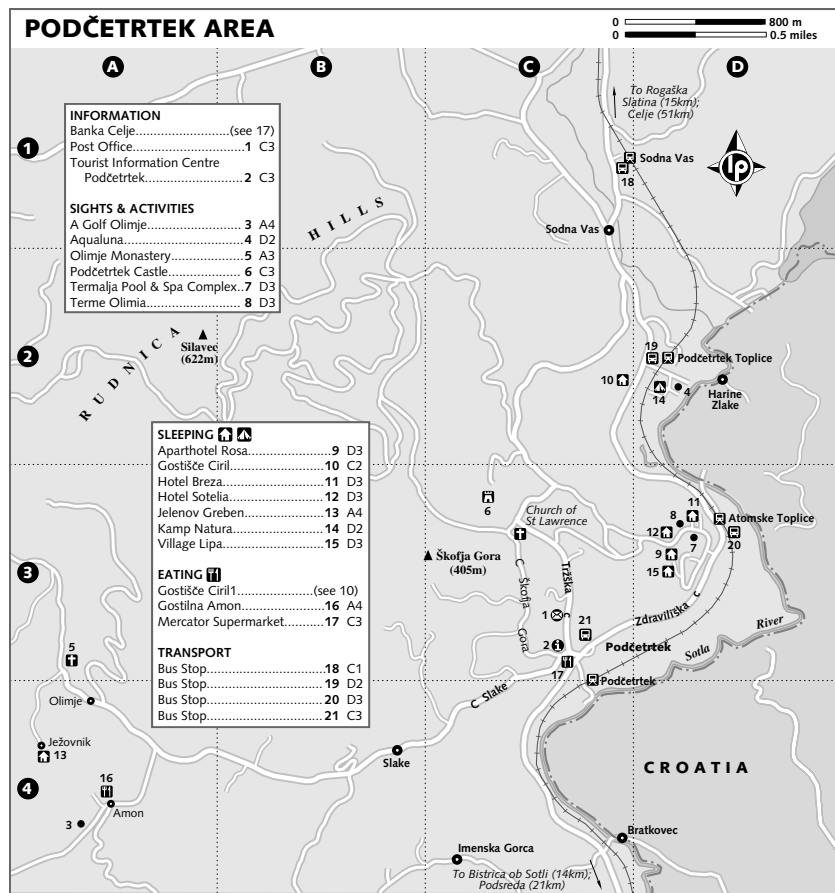 PODČETRTEK AREA
0 800 m
0 0.5 miles
A B C D
To Rogaška
Slatina (15km);
Celje (51km)
1
INFORMATION
Banka Celje.............................(see 17)
Post Office...................................1 C3
Tourist Information Centre
Podčetrtek..............................2 C3
SIGHTS & ACTIVITIES
A Golf Olimje..............................3 A4
Aqualuna.....................................4 D2
Olimje Monastery........................5 A3
Podčetrtek Castle........................6 C3
Termalja Pool & Spa Complex..7 D3
Terme Olimia..............................8 D3
Sodna Vas
18
lp
HILLS
Sodna Vas
2
RUDNICA
Silavec
(622m)
19
Podčetrtek Toplice
10
14
4
Harine
Zlake
SLEEPING
Aparthotel Rosa..........................9 D3
Gostišče Ciril.............................10 C2
Hotel Breza................................11 D3
Hotel Sotelia..............................12 D3
Jelenov Greben..........................13 A4
Kamp Natura.............................14 D2
Village Lipa................................15 D3
EATING
Gostišče Ciril1........................(see 10)
Gostilna Amon..........................16 A4
Mercator Supermarket..............17 C3
TRANSPORT
Bus Stop....................................18 C1
Bus Stop....................................19 D2
Bus Stop....................................20 D3
Bus Stop....................................21 C3
6
Church of
St Lawrence
11
8
Atomske Toplice
12
20
7
9
15
3
Škofja Gora
(405m)
C Škofja
Gora
Trška C
Zdraviliška C
1
21
2
Podčetrtek
17
Sotla River
Podčetrtek
5
Olimje
C Slake
Ježovnik
13
Slake
CROATIA
4
16
Amon
3
Bratkovec
Imenska Gorca
To Bistrica ob Sotli (14km);
Podsreda (21km)